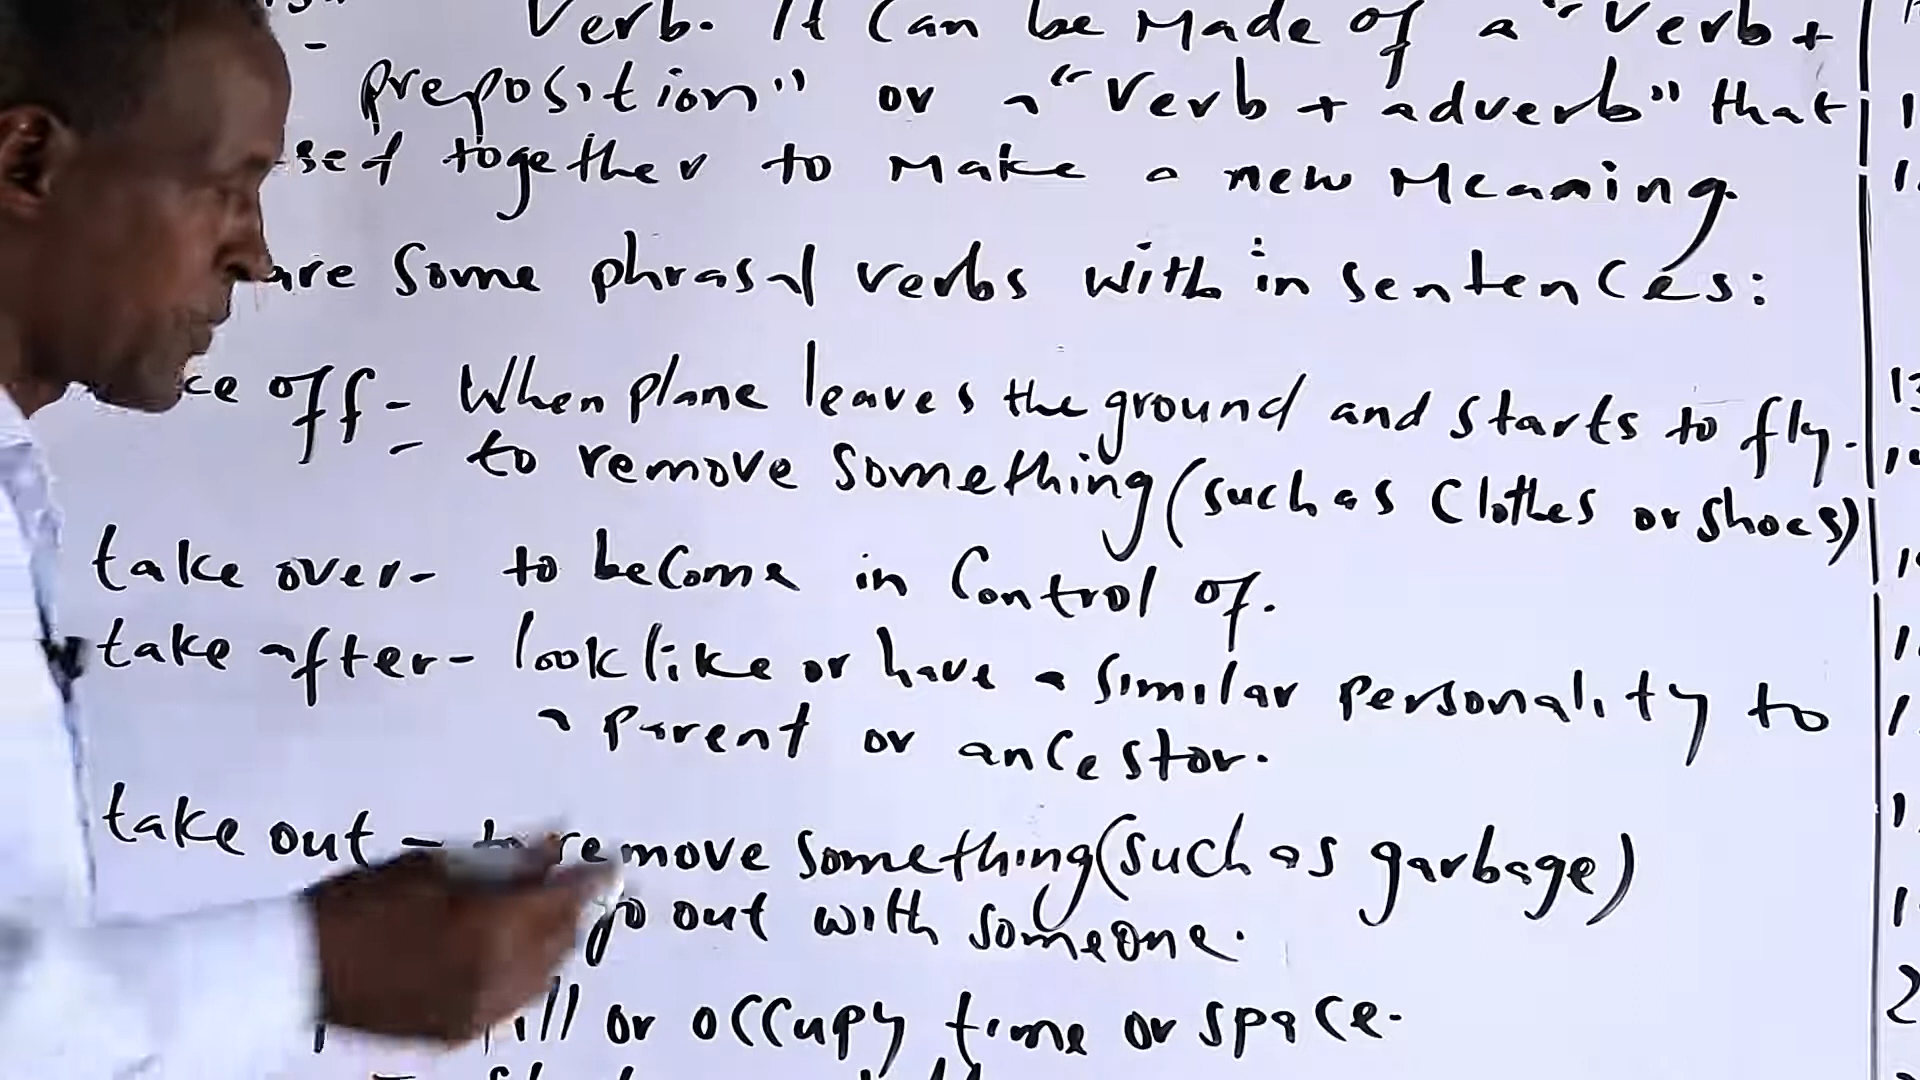 Verb. It can be Made of a "Verb +
preposition" or a "Verb + adverb" that
together to Make a new Meaning.
are Some phrasal verbs with in sentences:
off - When plane leaves the ground and starts to fly.
- to remove something (such as Clothes or shoes)
take over - to become in Control of.
take after - look like or have a similar personality to
a parent or ancestor.
take out - to remove something (such as garbage)
go out with someone.
or occupy time or space.